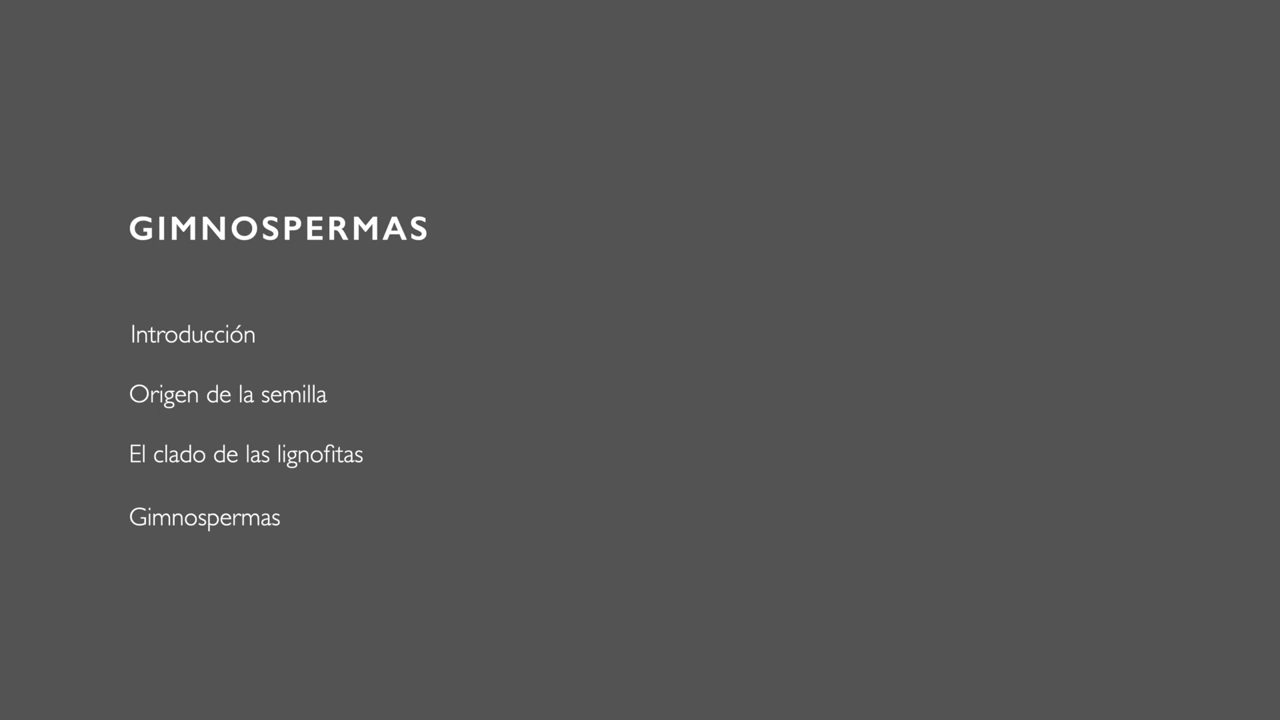 GIMNOSPERMAS
Introducción
Origen de la semilla
El clado de las lignofitas
Gimnospermas